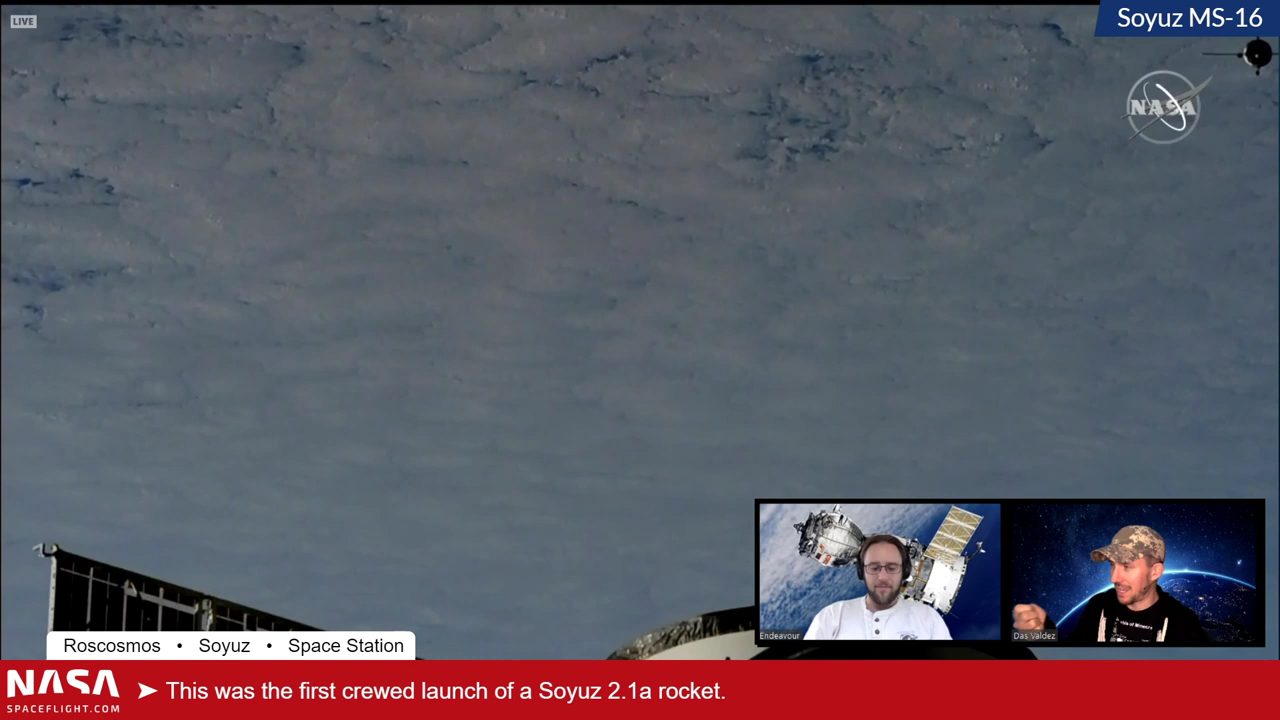 LIVE
Soyuz MS-16
NASA
Roscosmos • Soyuz • Space Station
Endeavour
Das Valdez
NASA
SPACEFLIGHT.COM
➤ This was the first crewed launch of a Soyuz 2.1a rocket.